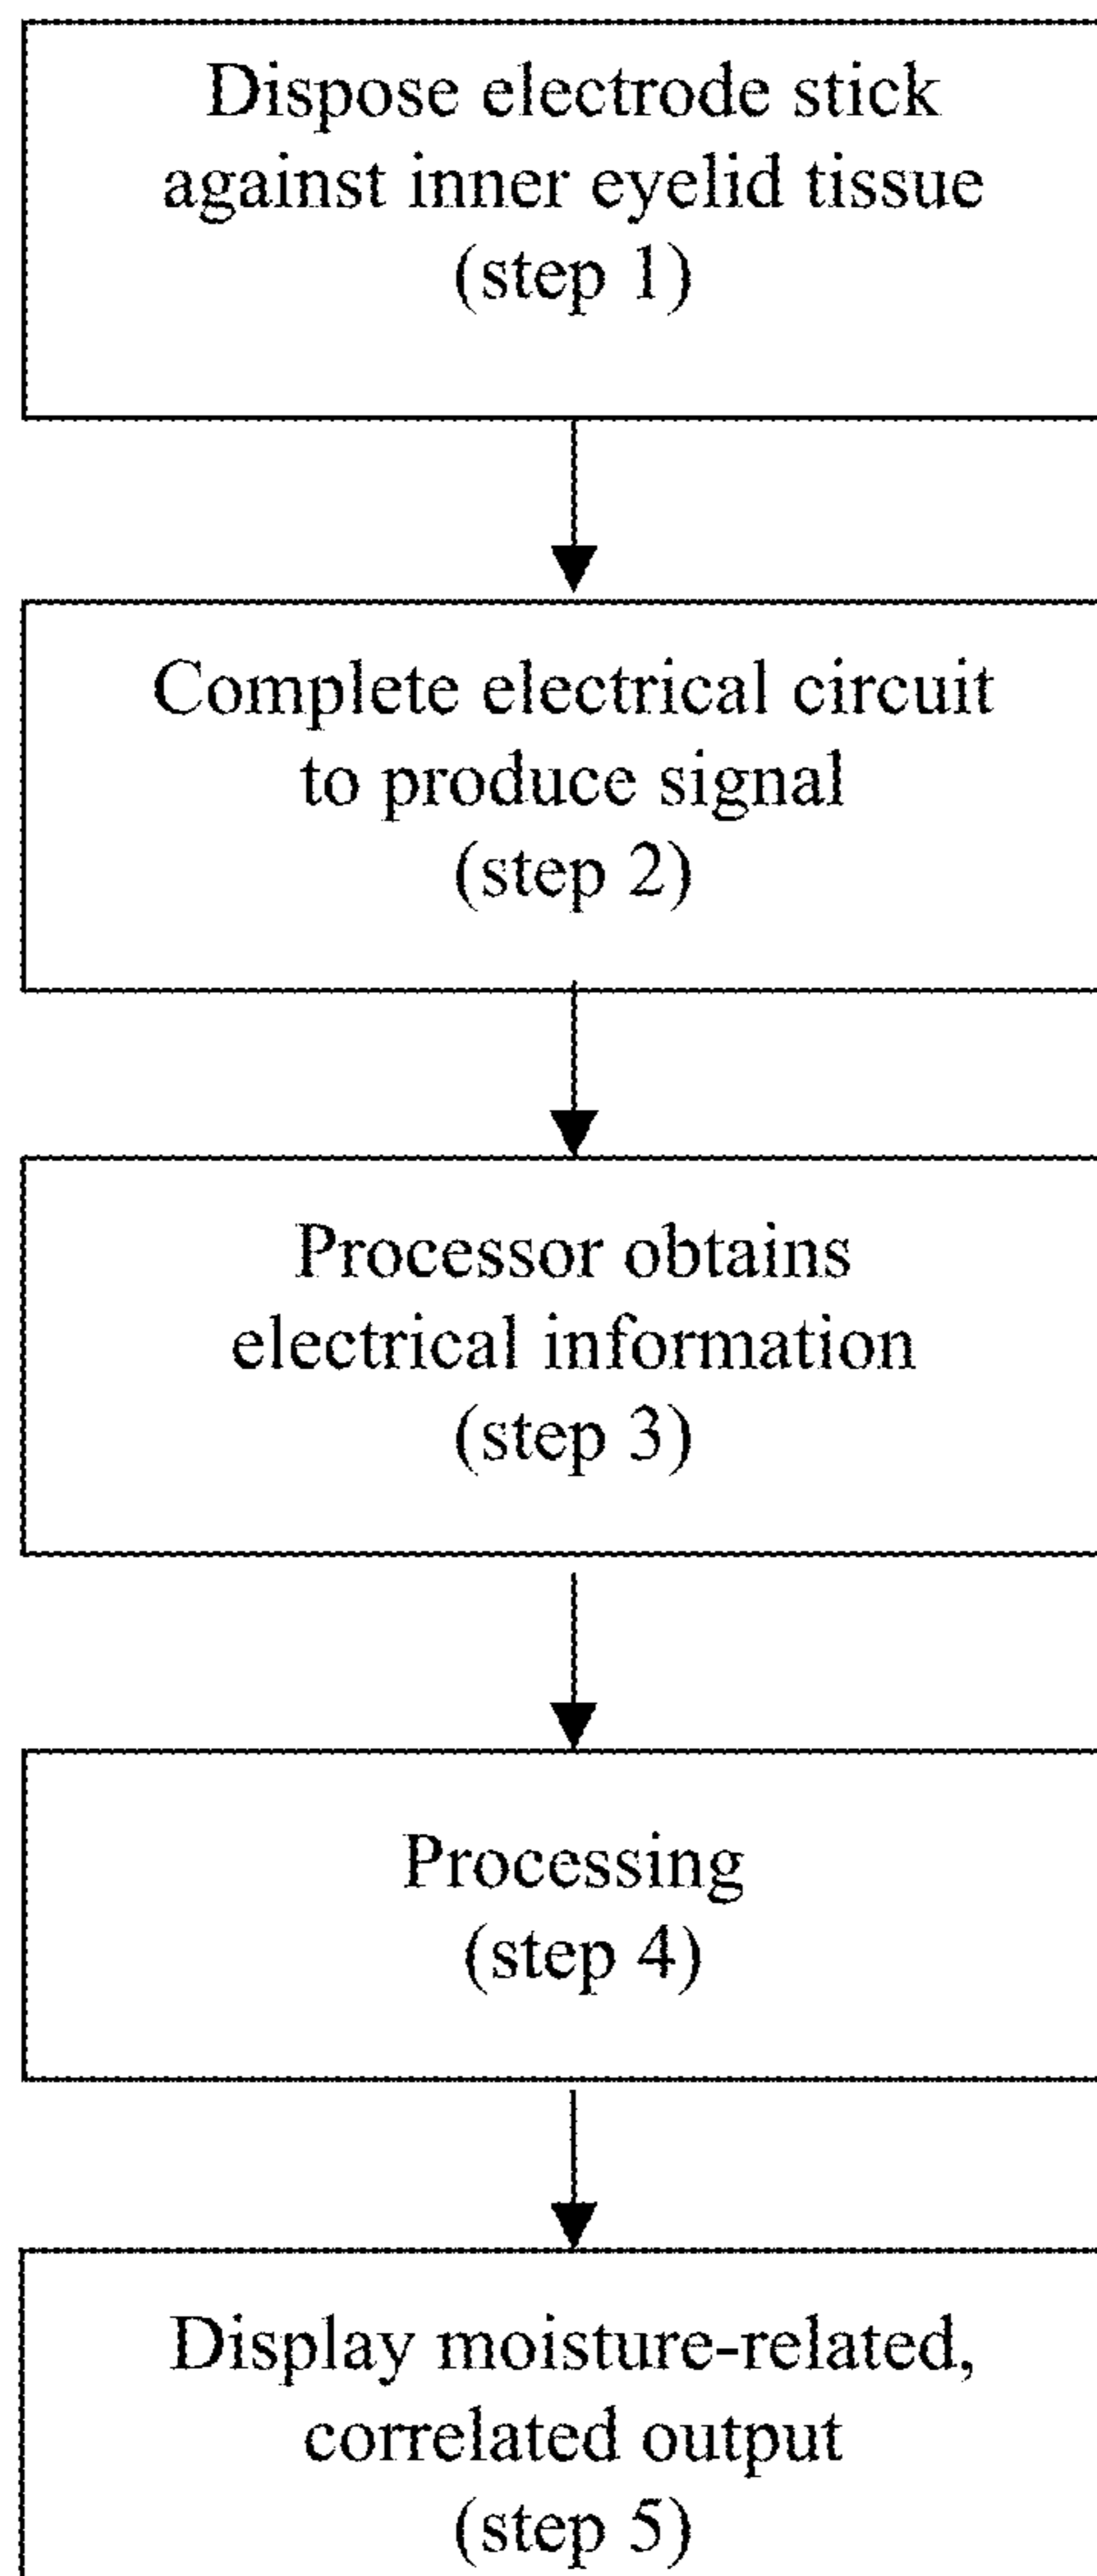 Dispose electrode stick
against inner eyelid tissue
(step 1)
Complete electrical circuit
to produce signal
(step 2)
Processor obtains
electrical information
(step 3)
Processing
(step 4)
Display moisture-related,
correlated output
(step 5)